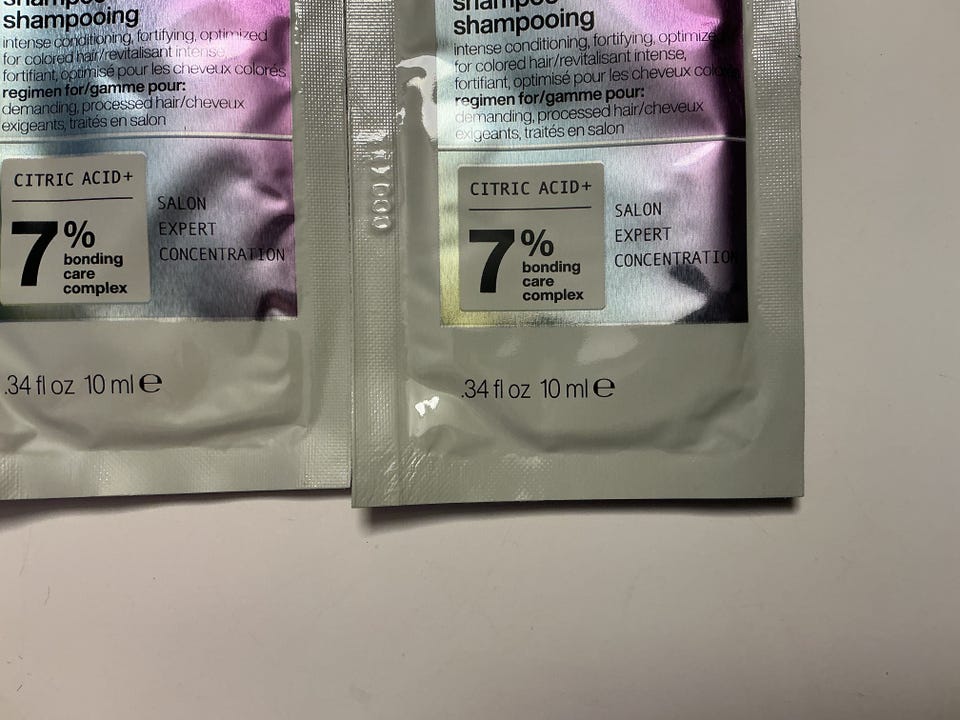 shampoo
shampooing
intense conditioning, fortifying, optimized
for colored hair/revitalisant intense,
fortifiant, optimisé pour les cheveux colorés
regimen for/gamme pour:
demanding, processed hair/cheveux
exigeants, traités en salon
CITRIC ACID+
7%
bonding
care
complex
SALON
EXPERT
CONCENTRATION
.34 fl oz 10 ml e
shampoo
shampooing
intense conditioning, fortifying, optimized
for colored hair/revitalisant intense,
fortifiant, optimisé pour les cheveux colorés
regimen for/gamme pour:
demanding, processed hair/cheveux
exigeants, traités en salon
CITRIC ACID+
7%
bonding
care
complex
SALON
EXPERT
CONCENTRATION
.34 fl oz 10 ml e